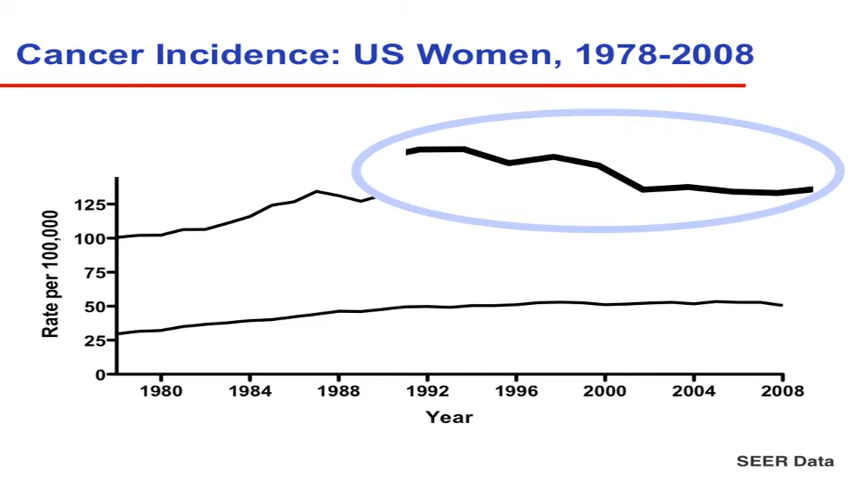 Cancer Incidence: US Women, 1978-2008
Rate per 100,000
125
100
75
50
25
0
1980 1984 1988 1992 1996 2000 2004 2008
Year
SEER Data